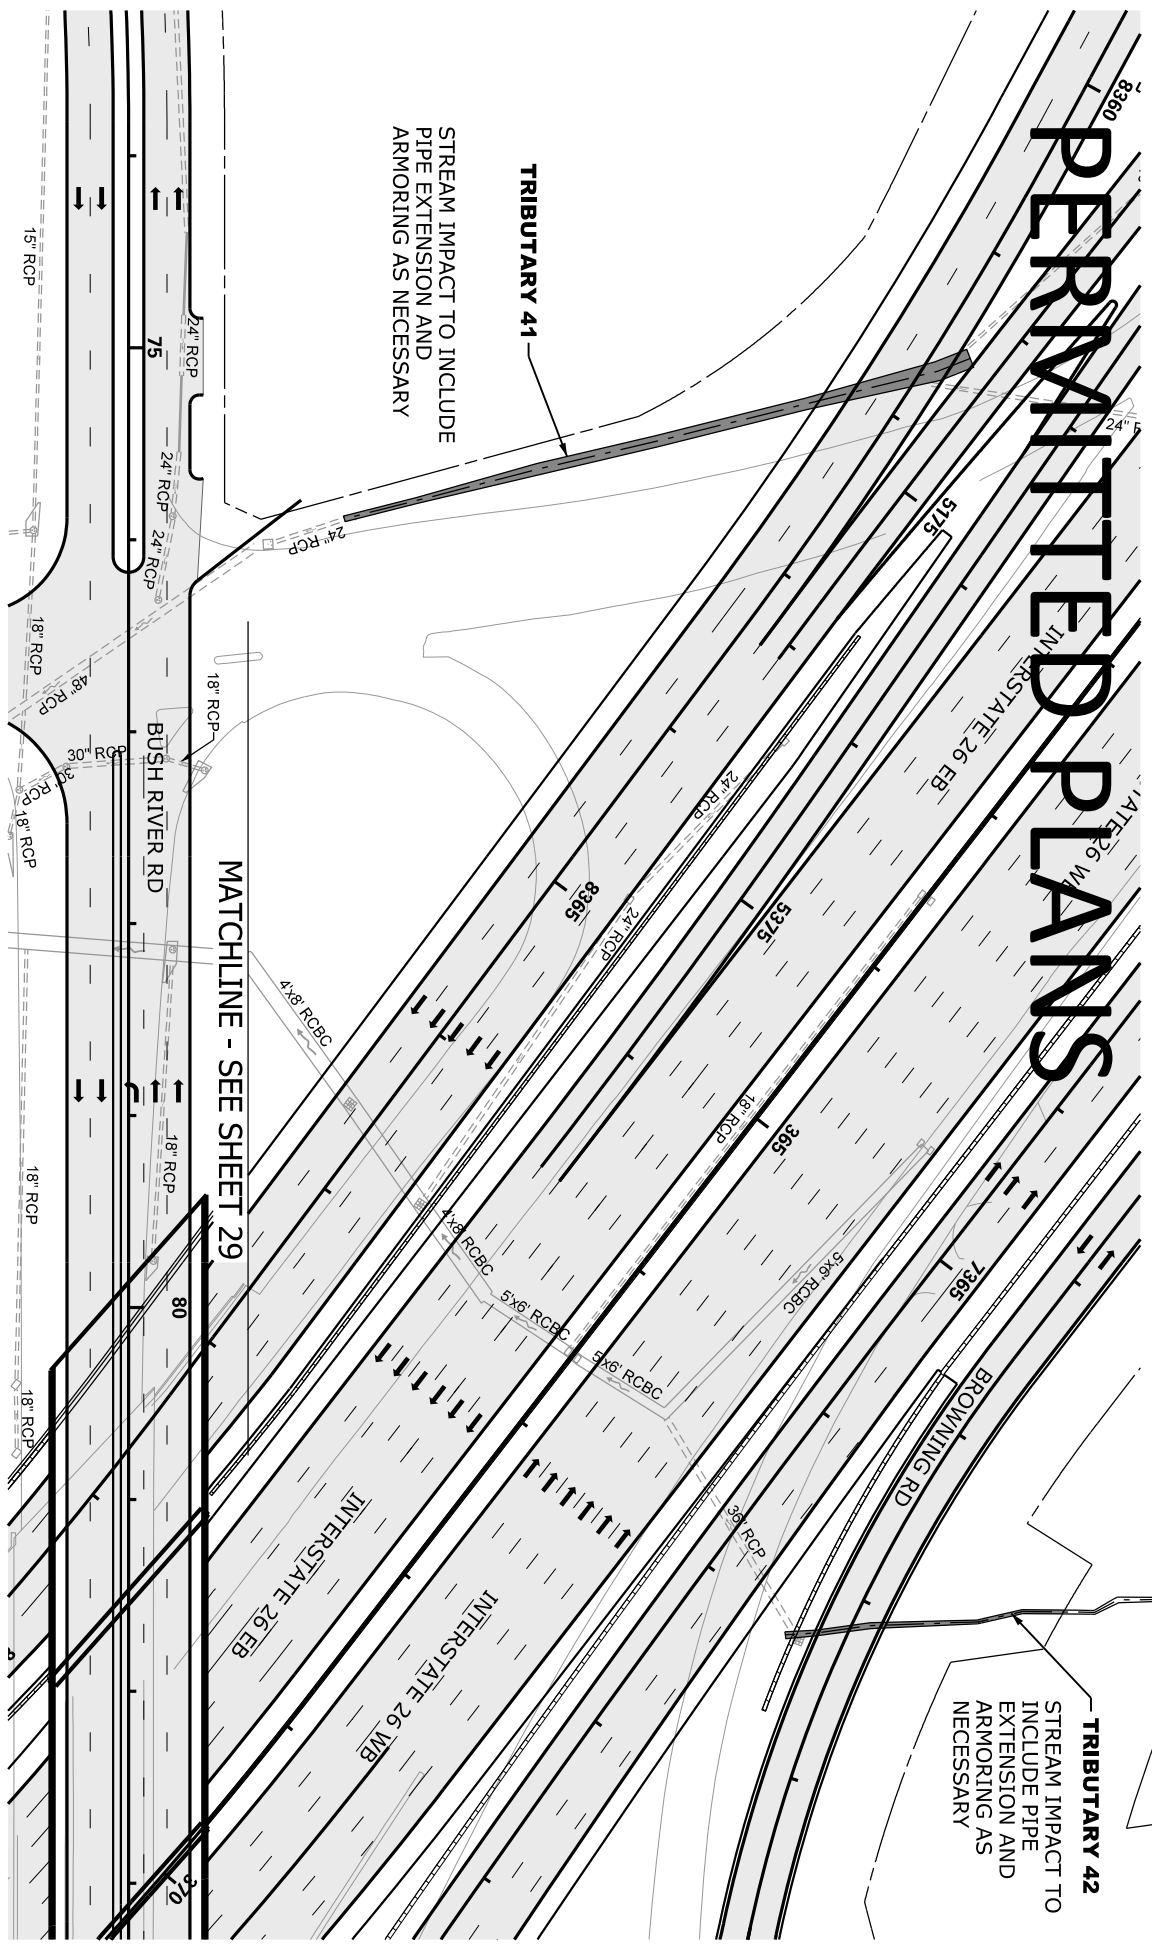 PERMITTED PLANS
8360
24" F
TRIBUTARY 41
STREAM IMPACT TO INCLUDE
PIPE EXTENSION AND
ARMORING AS NECESSARY
15" RCP
75
24" RCP
24" RCP
24" RCP
24" RCP
5175
18" RCP
48" RCP
18" RCP
30" RCP
30" RCP
18" RCP
BUSH RIVER RD
INTERSTATE 26 EB
TATE 26 WB
24" RCP
24" RCP
8365
5375
MATCHLINE - SEE SHEET 29
4'x8' RCBC
18" RCP
365
18" RCP
18" RCP
4'x8' RCBC
5'x6' RCBC
5'x6' RCBC
5'x6' RCBC
7365
80
18" RCP
BROWNING RD
36' RCP
INTERSTATE 26 EB
INTERSTATE 26 WB
370
TRIBUTARY 42
STREAM IMPACT TO
INCLUDE PIPE
EXTENSION AND
ARMORING AS
NECESSARY